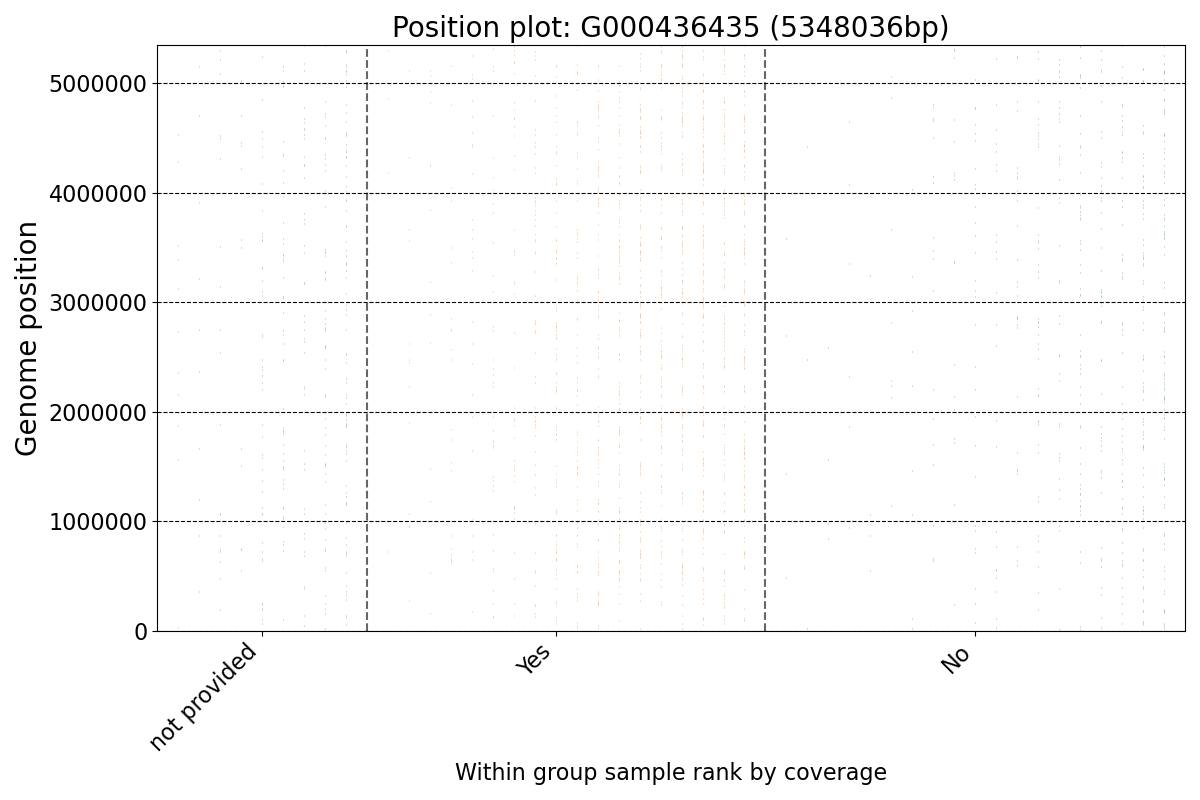 Position plot: G000436435 (5348036bp)
Genome position
5000000
4000000
3000000
2000000
1000000
0
not provided
Yes
No
Within group sample rank by coverage